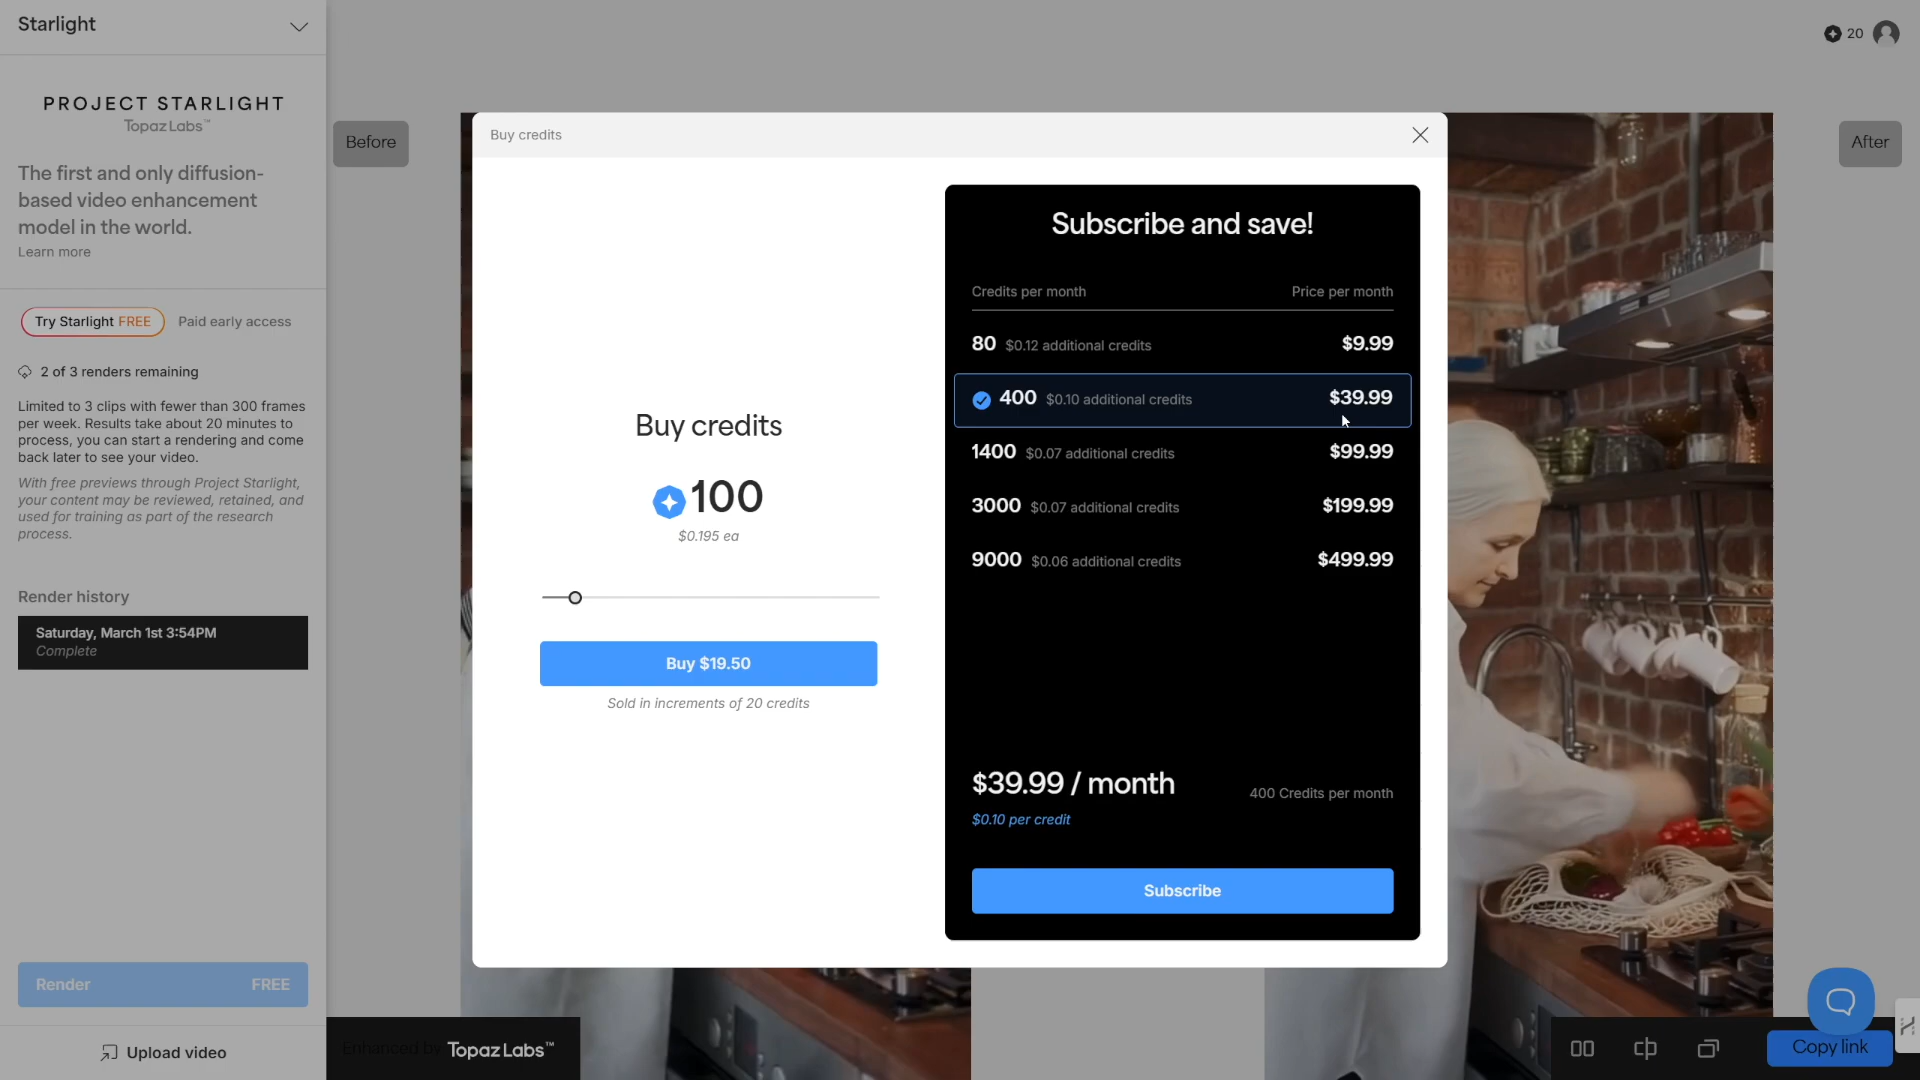 Starlight
20
PROJECT STARLIGHT
Topaz Labs™
The first and only diffusion-
based video enhancement
model in the world.
Learn more
Try Starlight FREE
Paid early access
2 of 3 renders remaining
Limited to 3 clips with fewer than 300 frames
per week. Results take about 20 minutes to
process, you can start a rendering and come
back later to see your video.
With free previews through Project Starlight,
your content may be reviewed, retained, and
used for training as part of the research
process.
Render history
Saturday, March 1st 3:54PM
Complete
Render FREE
Upload video
Before
After
Buy credits
Buy credits
100
$0.195 ea
Buy $19.50
Sold in increments of 20 credits
Subscribe and save!
Credits per month Price per month
80 $0.12 additional credits $9.99
400 $0.10 additional credits $39.99
1400 $0.07 additional credits $99.99
3000 $0.07 additional credits $199.99
9000 $0.06 additional credits $499.99
$39.99 / month 400 Credits per month
$0.10 per credit
Subscribe
Enhanced by Topaz Labs™
Copy link